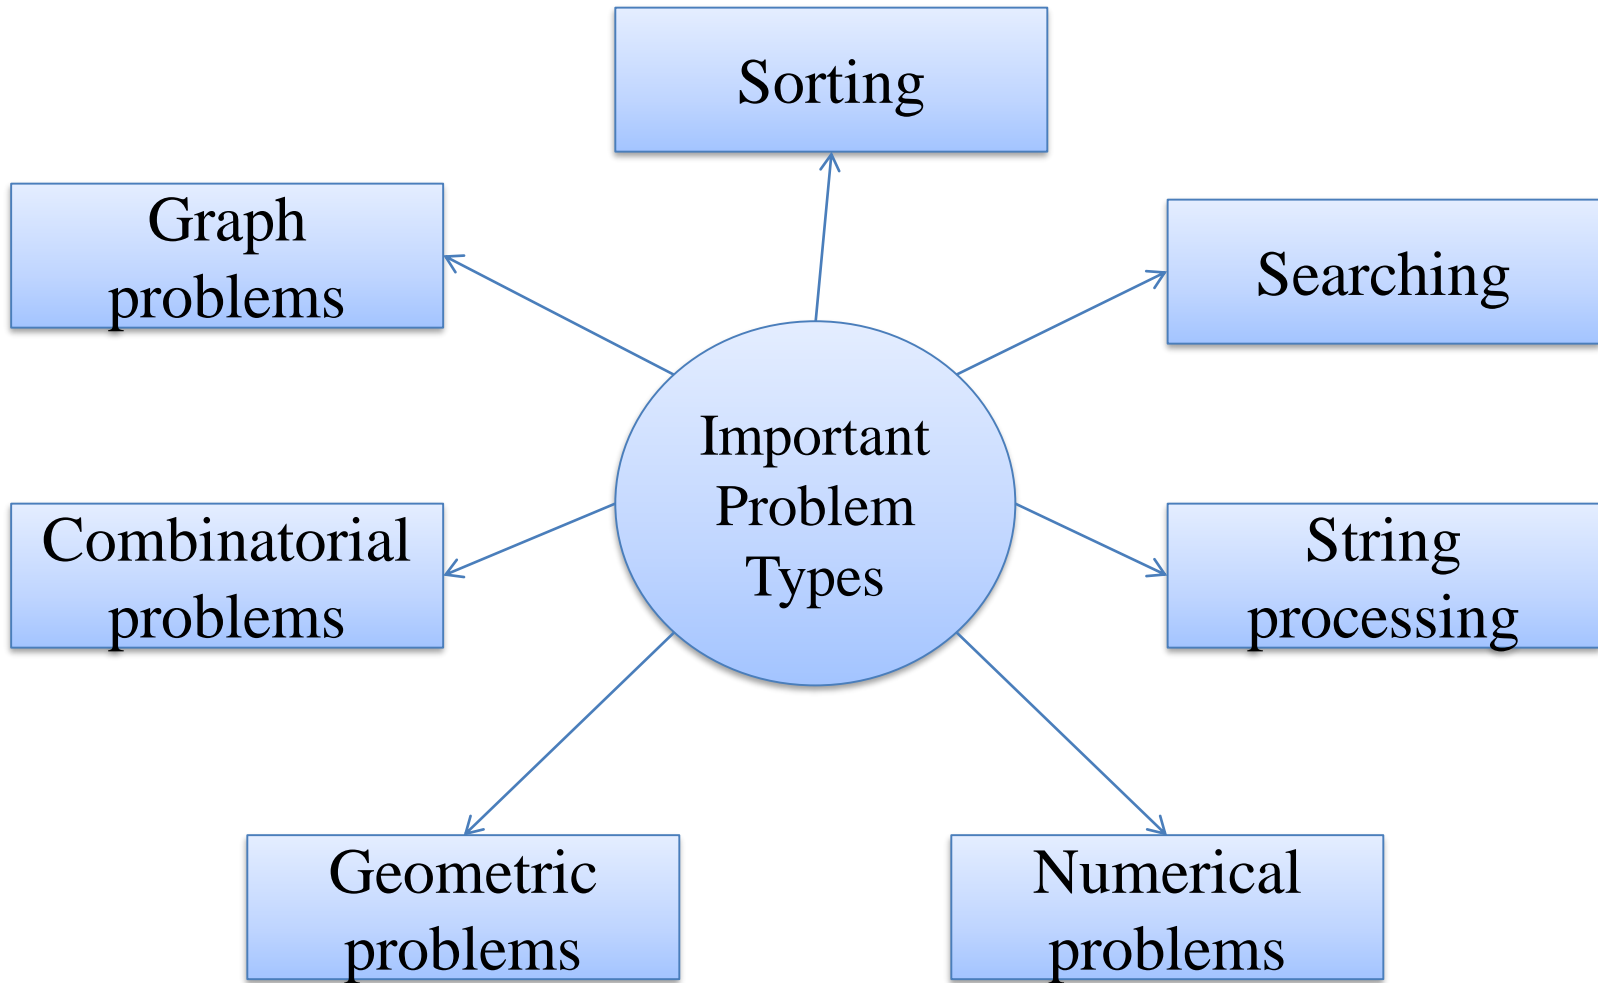 Sorting
Graph
problems
Searching
Important
Problem
Types
Combinatorial
problems
String
processing
Geometric
problems
Numerical
problems